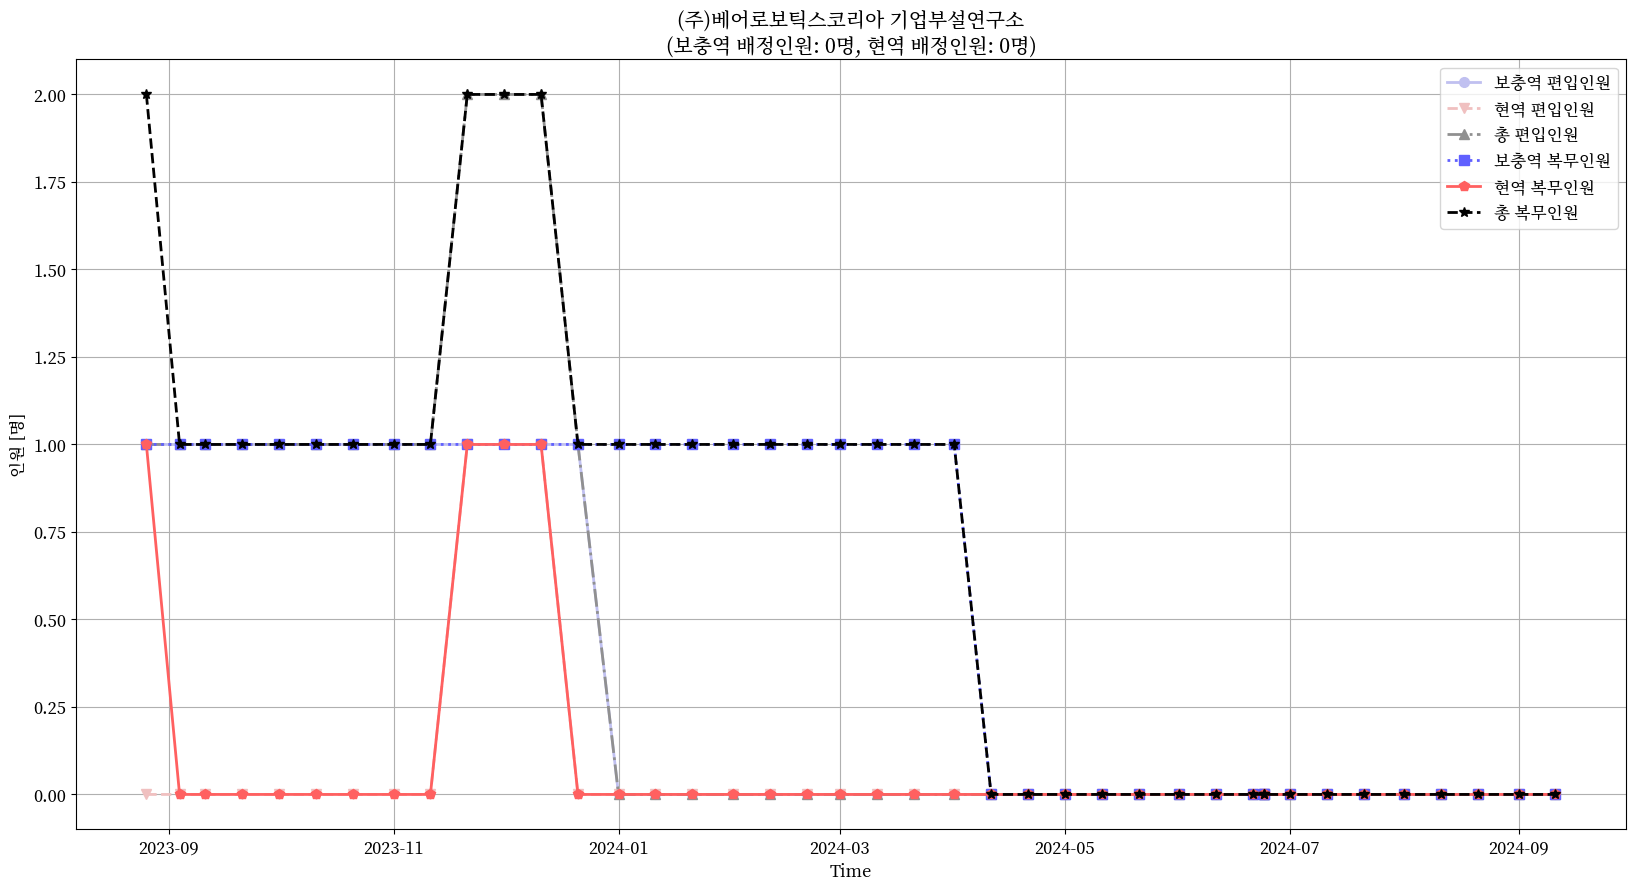 (주)베어로보틱스코리아 기업부설연구소
(보충역 배정인원: 0명, 현역 배정인원: 0명)
보충역 편입인원
현역 편입인원
총 편입인원
보충역 복무인원
현역 복무인원
총 복무인원
인원 [명]
2.00
1.75
1.50
1.25
1.00
0.75
0.50
0.25
0.00
2023-09 2023-11 2024-01 2024-03 2024-05 2024-07 2024-09
Time